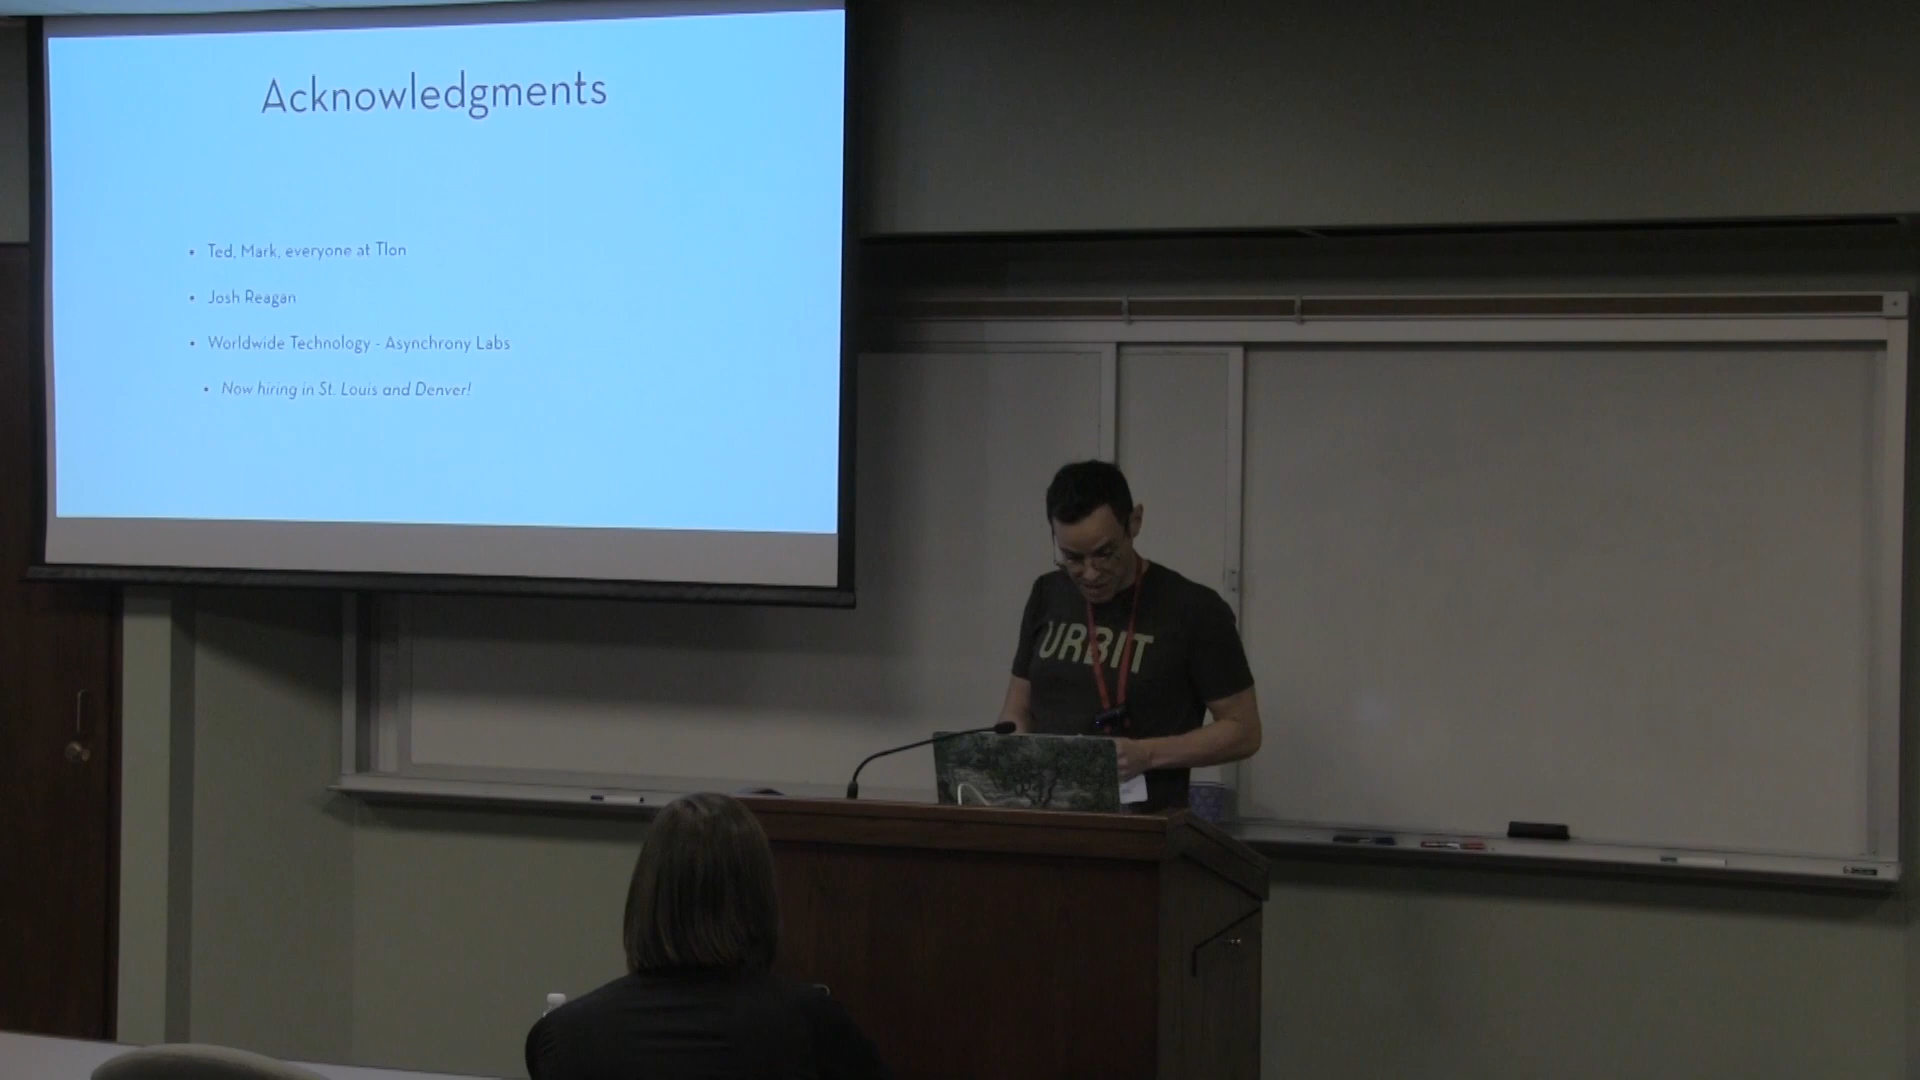 Acknowledgments
• Ted, Mark, everyone at Tlon
• Josh Reagan
• Worldwide Technology - Asynchrony Labs
• Now hiring in St. Louis and Denver!
URBIT